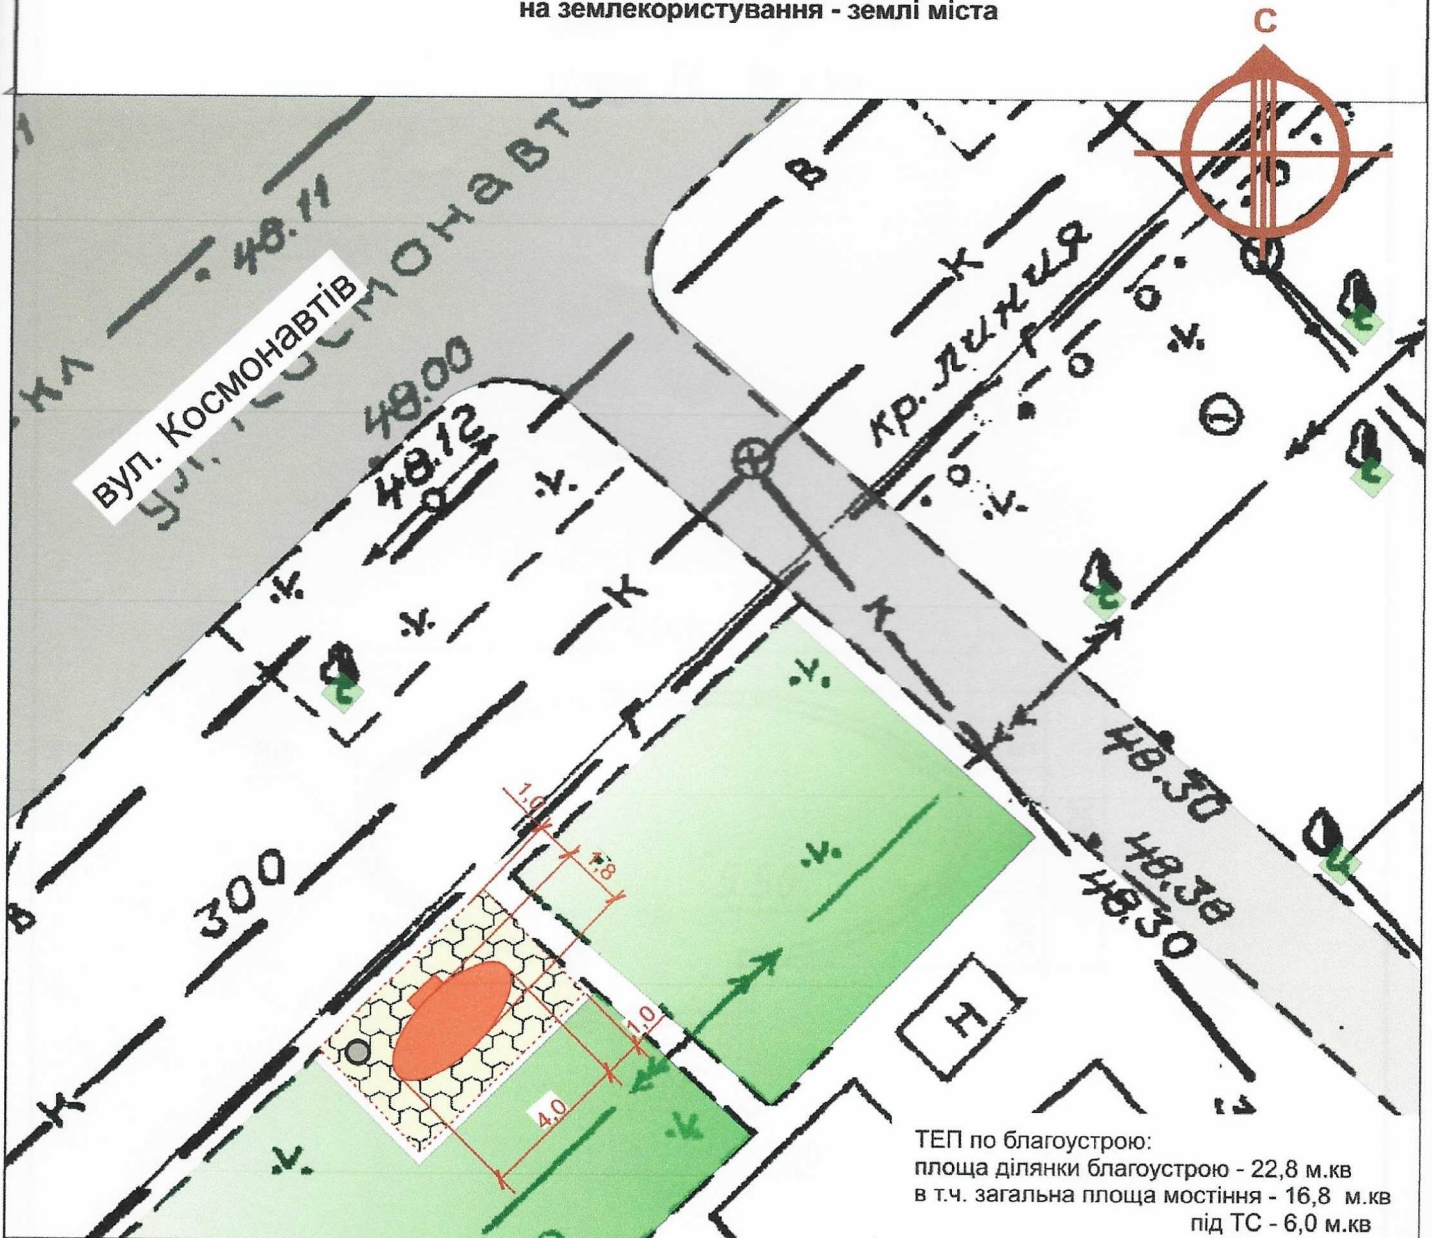 на землекористування - землі міста
С
В
48.11
К
кр. линия
вул. Космонавтів
кл
48.00
48.12
К
К
Г
48.30
48.38
48.30
1,0
1,8
300
В
1,0
4,0
Н
К
ТЕП по благоустрою:
площа ділянки благоустрою - 22,8 м.кв
в т.ч. загальна площа мостіння - 16,8 м.кв
під ТС - 6,0 м.кв